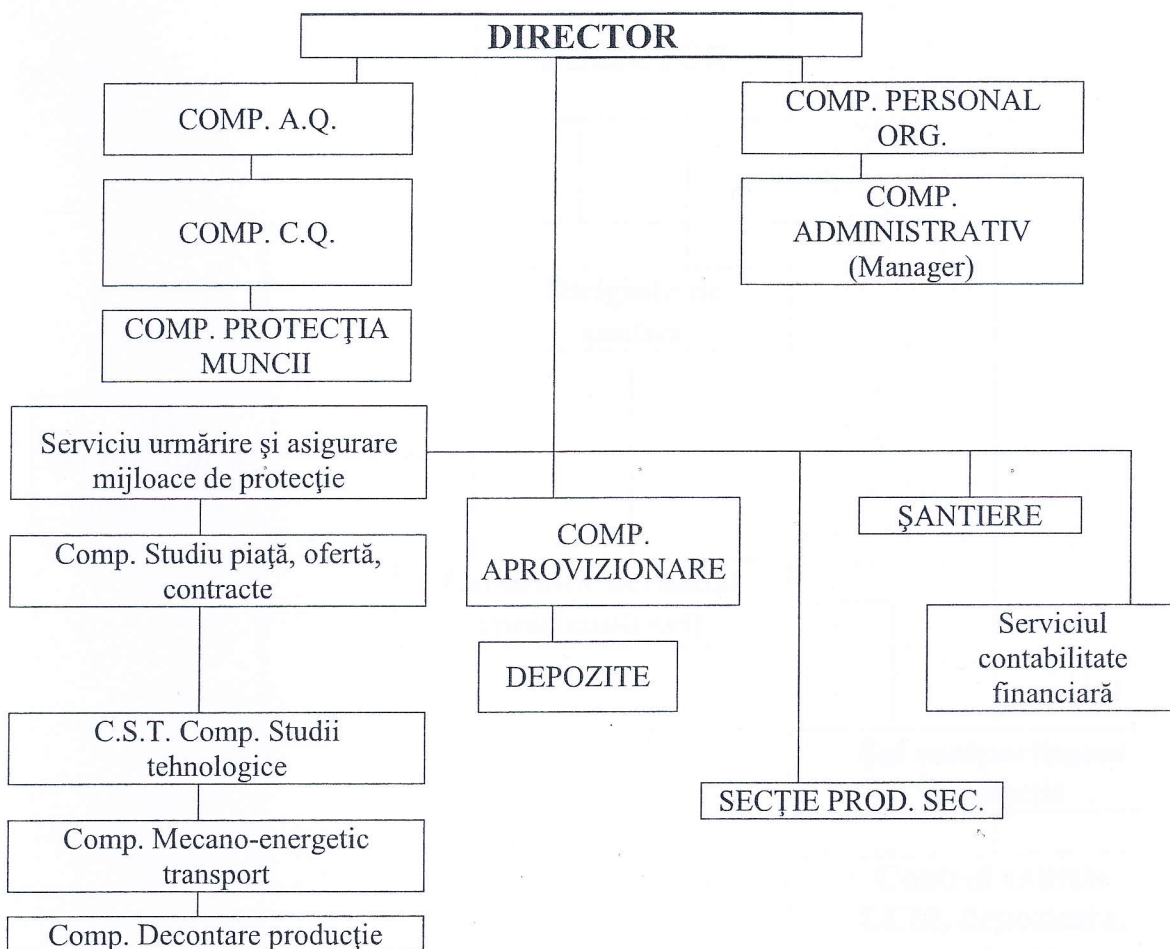 DIRECTOR
COMP. A.Q.
COMP. PERSONAL
ORG.
COMP. C.Q.
COMP.
ADMINISTRATIV
(Manager)
COMP. PROTECŢIA
MUNCII
Serviciu urmărire şi asigurare
mijloace de protecţie
Comp. Studiu piaţă, ofertă,
contracte
COMP.
APROVIZIONARE
ŞANTIERE
DEPOZITE
Serviciul
contabilitate
financiară
C.S.T. Comp. Studii
tehnologice
SECŢIE PROD. SEC.
Comp. Mecano-energetic
transport
Comp. Decontare producţie